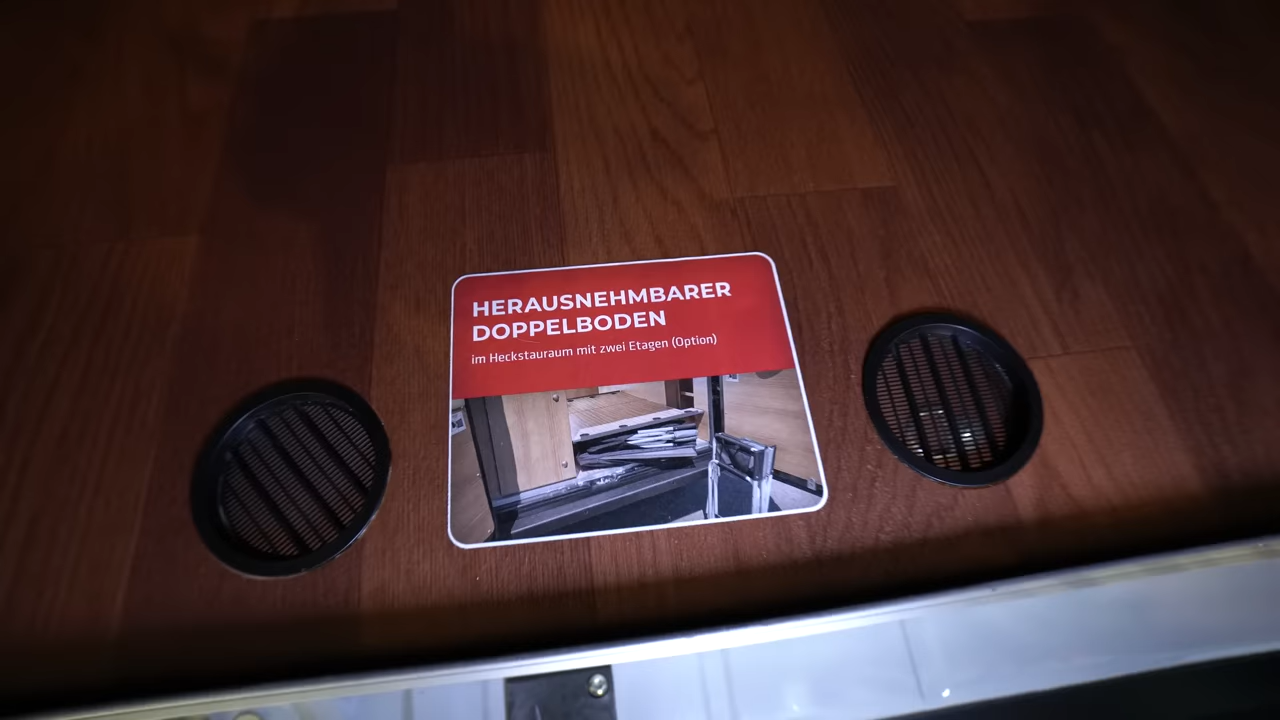 HERAUSNEHMBARER
DOPPELBODEN
im Heckstauraum mit zwei Etagen (Option)